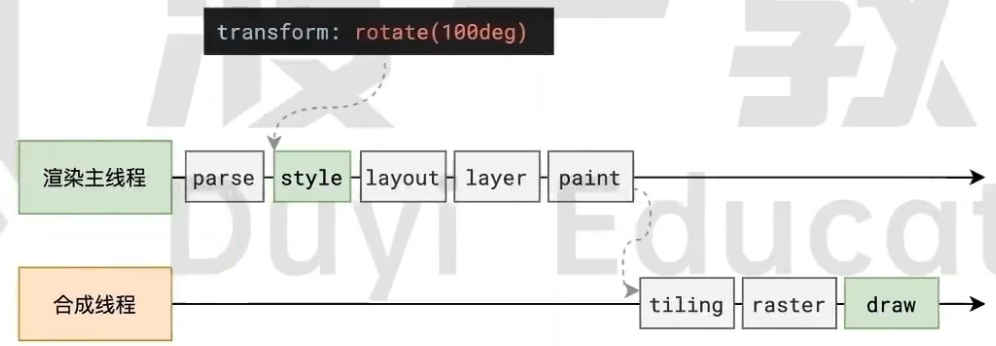 transform: rotate(100deg)
渲染主线程
parse
style
layout
layer
paint
合成线程
tiling
raster
draw
Duyi Educat